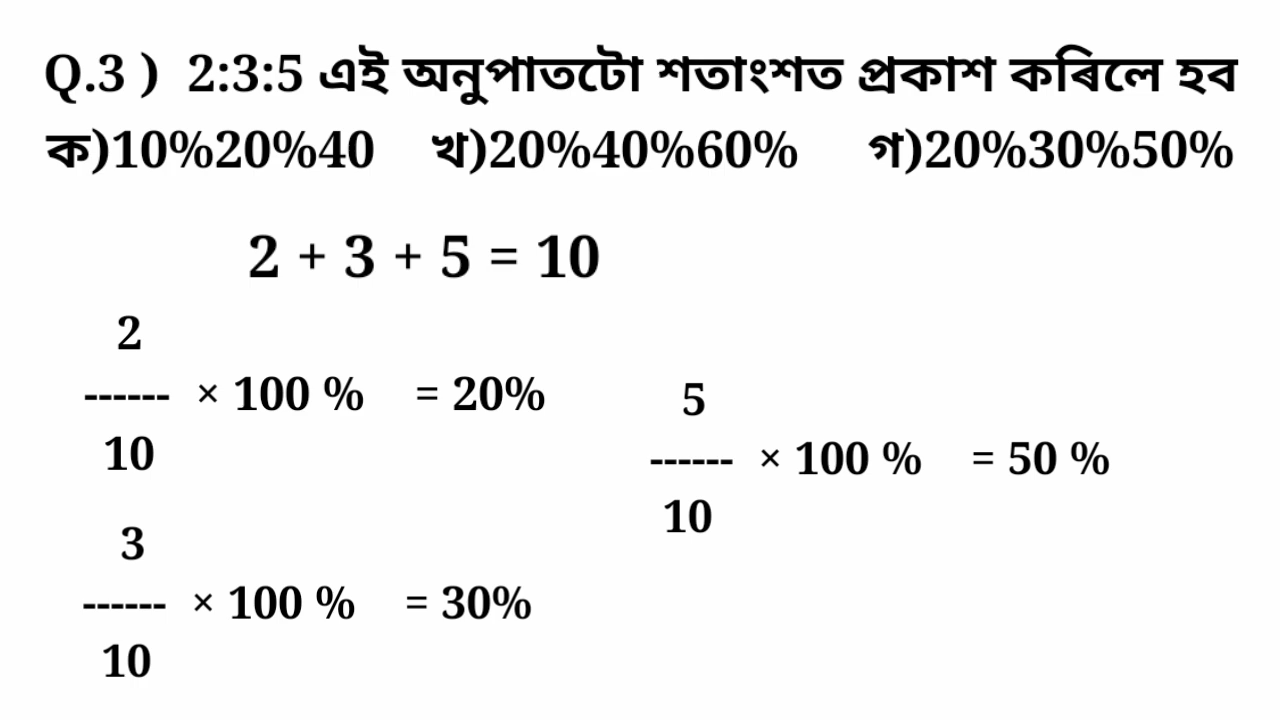 Q.3 ) 2:3:5 এই অনুপাতটো শতাংশত প্ৰকাশ কৰিলে হব
ক)10%20%40 খ)20%40%60% গ)20%30%50%
2 + 3 + 5 = 10
2
------ × 100 % = 20%
10
3
------ × 100 % = 30%
10
5
------ × 100 % = 50 %
10